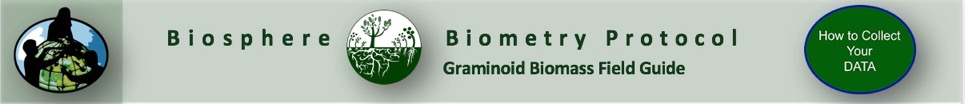 Biosphere Biometry Protocol
Graminoid Biomass Field Guide
How to Collect
Your
DATA